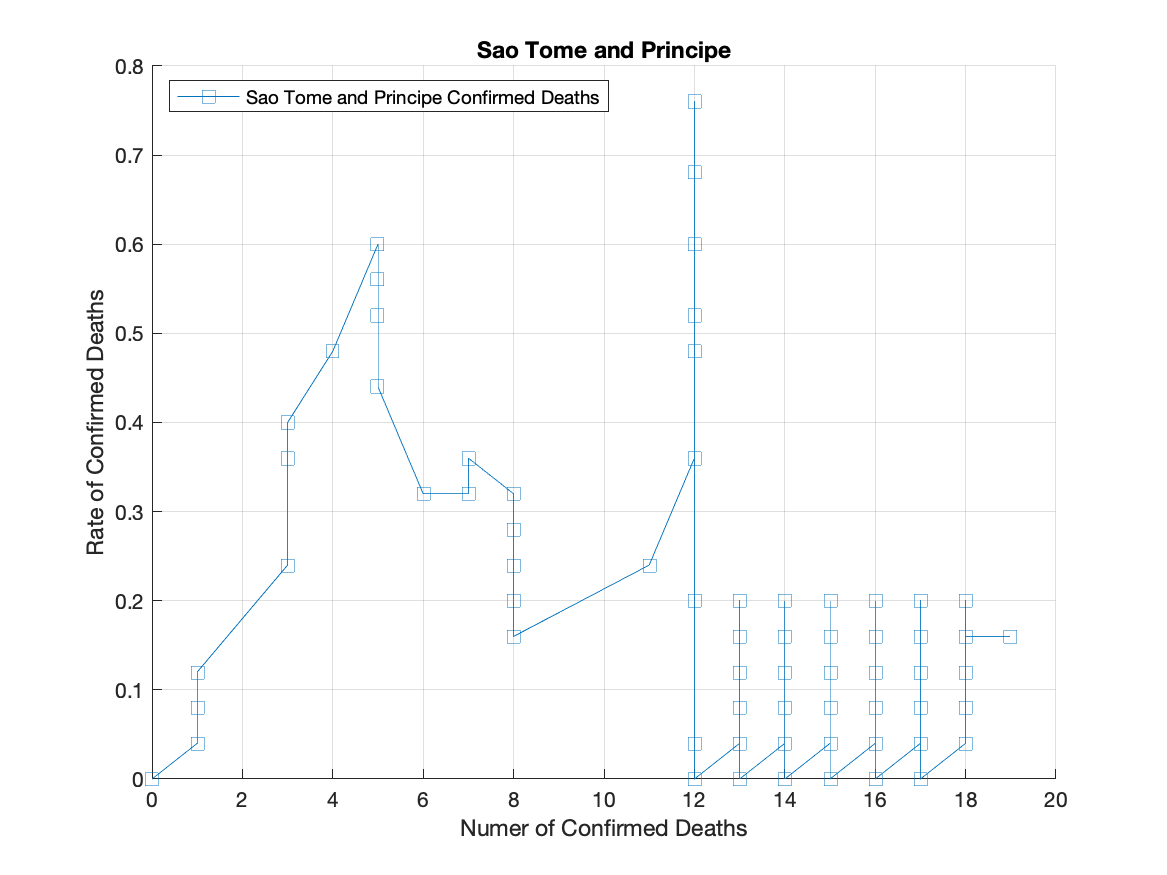 Sao Tome and Principe
0.8
Sao Tome and Principe Confirmed Deaths
0.7
0.6
0.5
0.4
0.3
0.2
0.1
0
Rate of Confirmed Deaths
0 2 4 6 8 10 12 14 16 18 20
Numer of Confirmed Deaths